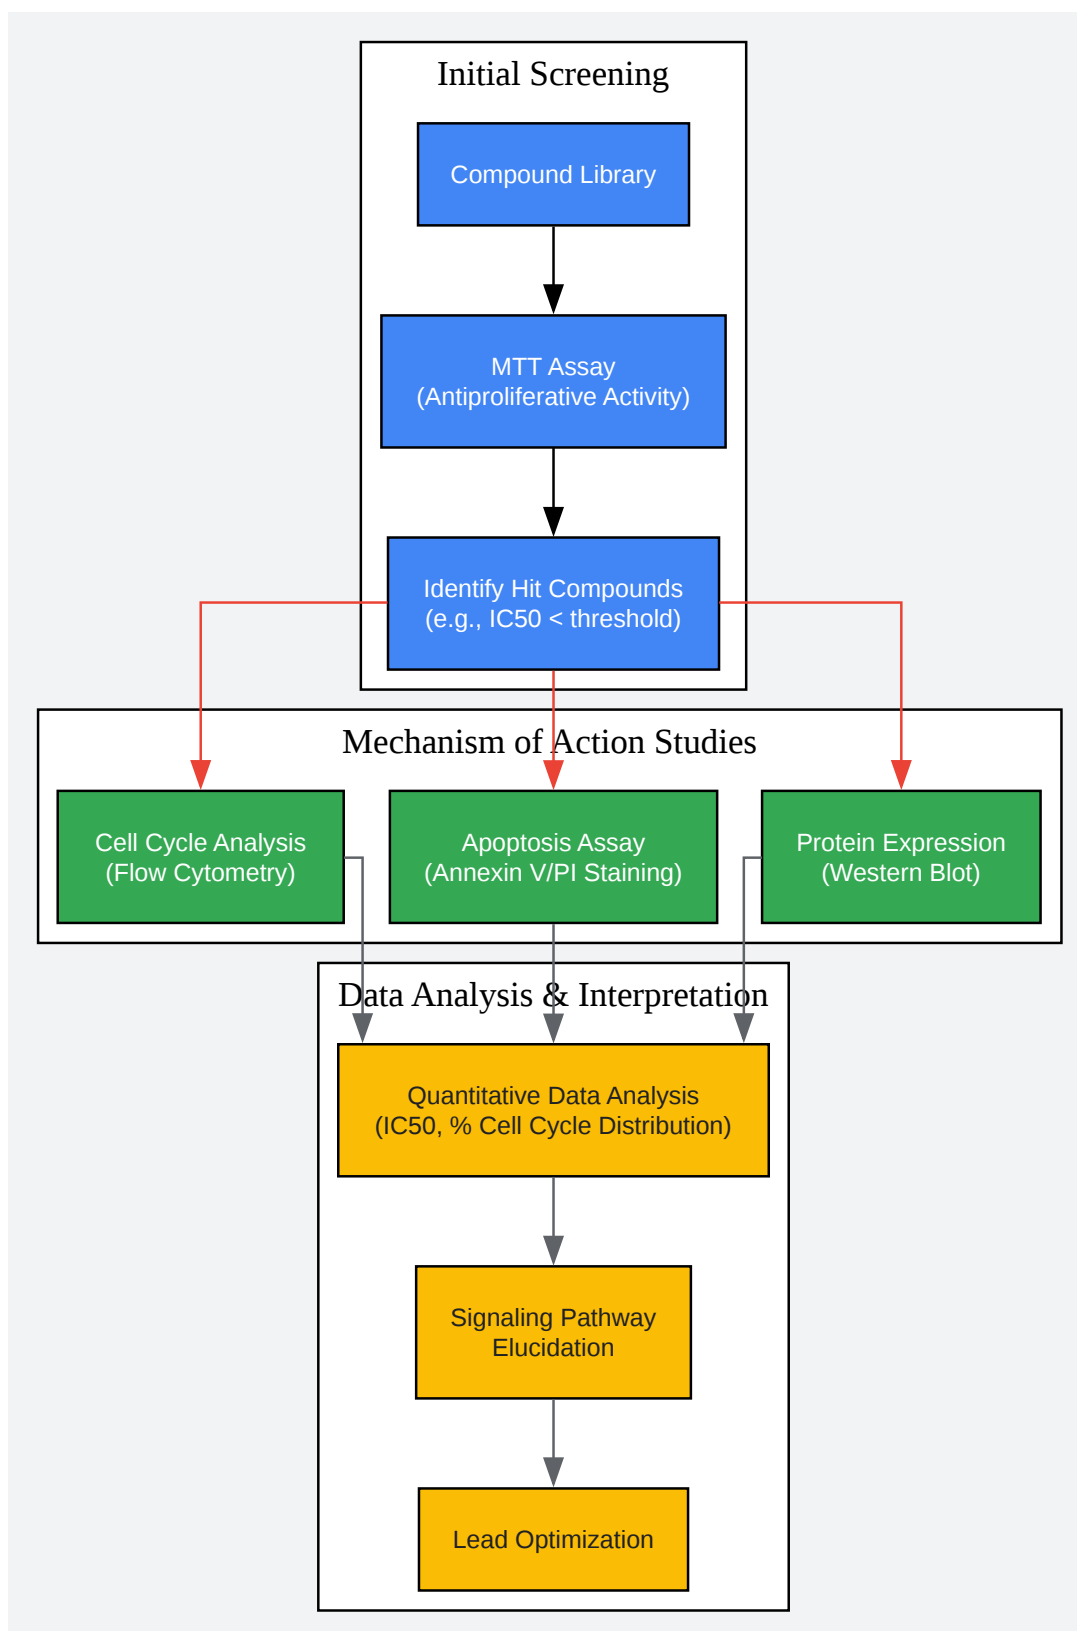 Initial Screening
Compound Library
MTT Assay
(Antiproliferative Activity)
Identify Hit Compounds
(e.g., IC50 < threshold)
Mechanism of Action Studies
Cell Cycle Analysis
(Flow Cytometry)
Apoptosis Assay
(Annexin V/PI Staining)
Protein Expression
(Western Blot)
Data Analysis & Interpretation
Quantitative Data Analysis
(IC50, % Cell Cycle Distribution)
Signaling Pathway
Elucidation
Lead Optimization